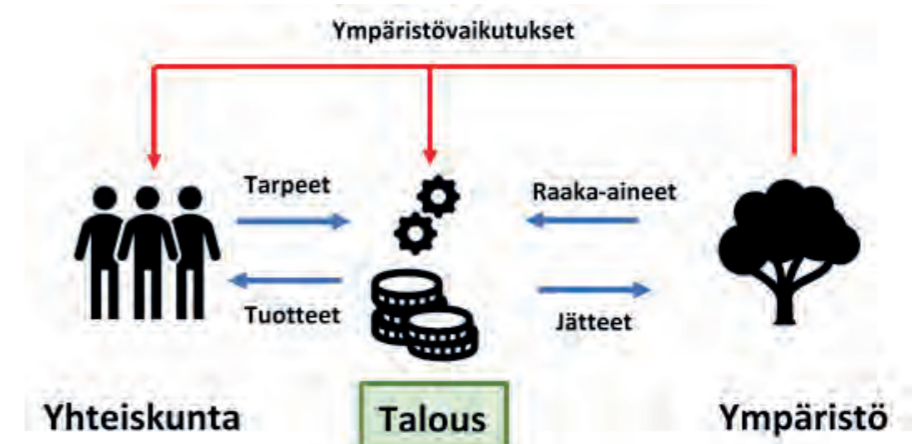 Ympäristövaikutukset
Tarpeet
Raaka-aineet
Tuotteet
Jätteet
Yhteiskunta
Talous
Ympäristö